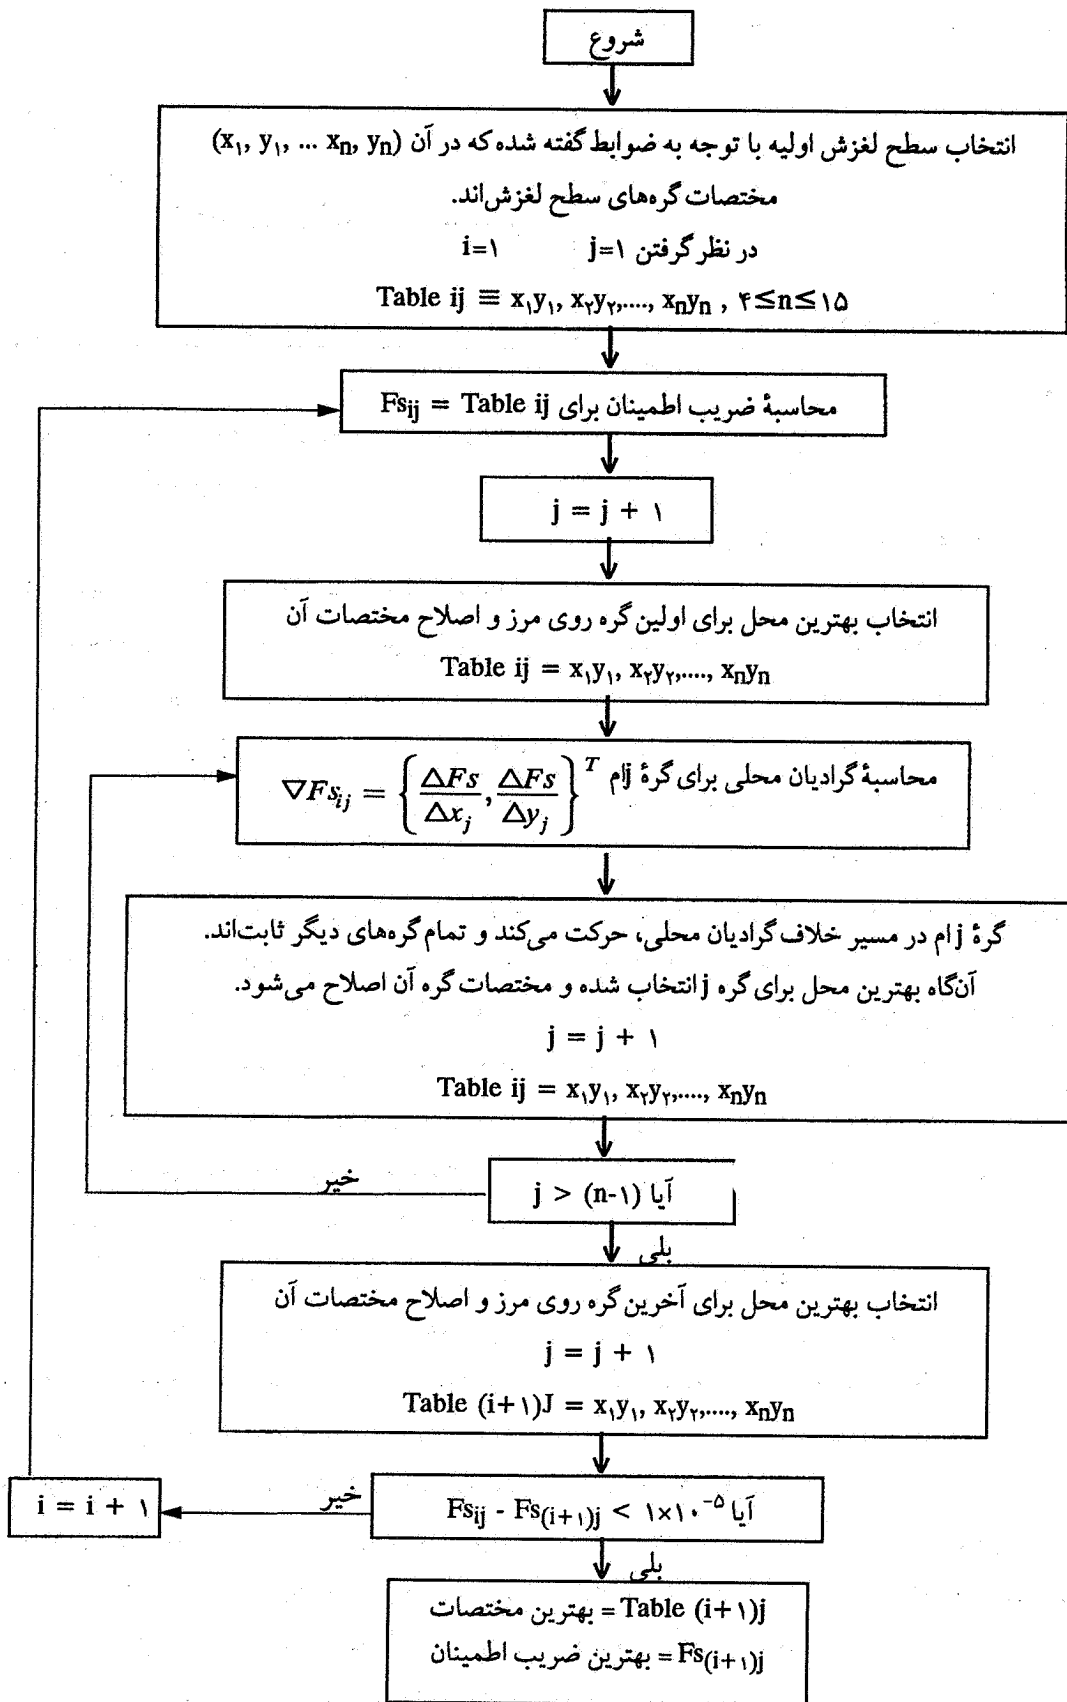 شروع
انتخاب سطح لغزش اولیه با توجه به ضوابط گفته شده که در آن (x۱, y۱, ... xn, yn)
مختصات گره‌های سطح لغزش‌اند.
در نظر گرفتن j=۱ i=۱
Table ij ≡ x۱y۱, x۲y۲,...., xnyn , ۴≤n≤۱۵
محاسبهٔ ضریب اطمینان برای Fsij = Table ij
j = j + ۱
انتخاب بهترین محل برای اولین گره روی مرز و اصلاح مختصات آن
Table ij = x۱y۱, x۲y۲,...., xnyn
محاسبهٔ گرادیان محلی برای گرهٔ jام ∇Fsij = {ΔFs/Δxj, ΔFs/Δyj}T
گرهٔ j ام در مسیر خلاف گرادیان محلی، حرکت می‌کند و تمام گره‌های دیگر ثابت‌اند.
آن‌گاه بهترین محل برای گره j انتخاب شده و مختصات گره آن اصلاح می‌شود.
j = j + ۱
Table ij = x۱y۱, x۲y۲,...., xnyn
خیر
آیا j > (n-۱)
بلی
انتخاب بهترین محل برای آخرین گره روی مرز و اصلاح مختصات آن
j = j + ۱
Table (i+۱)J = x۱y۱, x۲y۲,...., xnyn
آیا Fsij - Fs(i+۱)j < ۱×۱۰⁻⁵
خیر
i = i + ۱
بلی
Table (i+۱)j = بهترین مختصات
Fs(i+۱)j = بهترین ضریب اطمینان